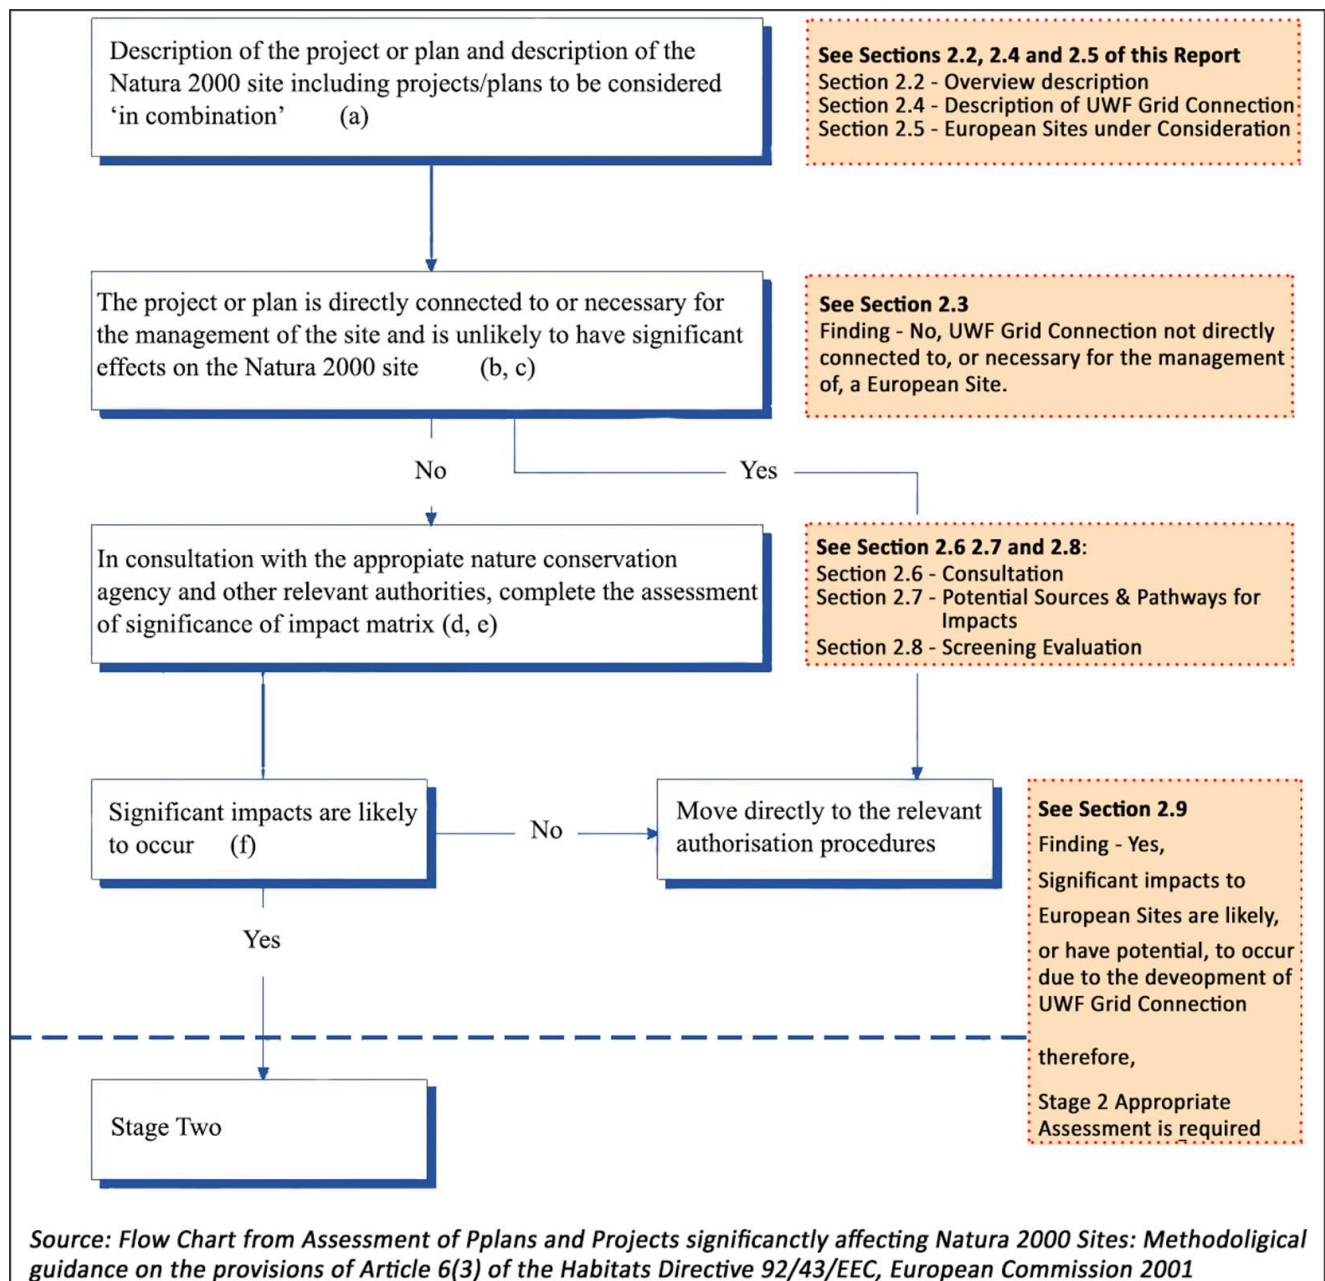 Description of the project or plan and description of the
Natura 2000 site including projects/plans to be considered
‘in combination’ (a)
See Sections 2.2, 2.4 and 2.5 of this Report
Section 2.2 - Overview description
Section 2.4 - Description of UWF Grid Connection
Section 2.5 - European Sites under Consideration
The project or plan is directly connected to or necessary for
the management of the site and is unlikely to have significant
effects on the Natura 2000 site (b, c)
See Section 2.3
Finding - No, UWF Grid Connection not directly
connected to, or necessary for the management
of, a European Site.
No
Yes
In consultation with the appropiate nature conservation
agency and other relevant authorities, complete the assessment
of significance of impact matrix (d, e)
See Section 2.6 2.7 and 2.8:
Section 2.6 - Consultation
Section 2.7 - Potential Sources & Pathways for
Impacts
Section 2.8 - Screening Evaluation
Significant impacts are likely
to occur (f)
No
Move directly to the relevant
authorisation procedures
See Section 2.9
Finding - Yes,
Significant impacts to
European Sites are likely,
or have potential, to occur
due to the deveopment of
UWF Grid Connection
therefore,
Stage 2 Appropriate
Assessment is required
Yes
Stage Two
Source: Flow Chart from Assessment of Pplans and Projects significanctly affecting Natura 2000 Sites: Methodoligical
guidance on the provisions of Article 6(3) of the Habitats Directive 92/43/EEC, European Commission 2001